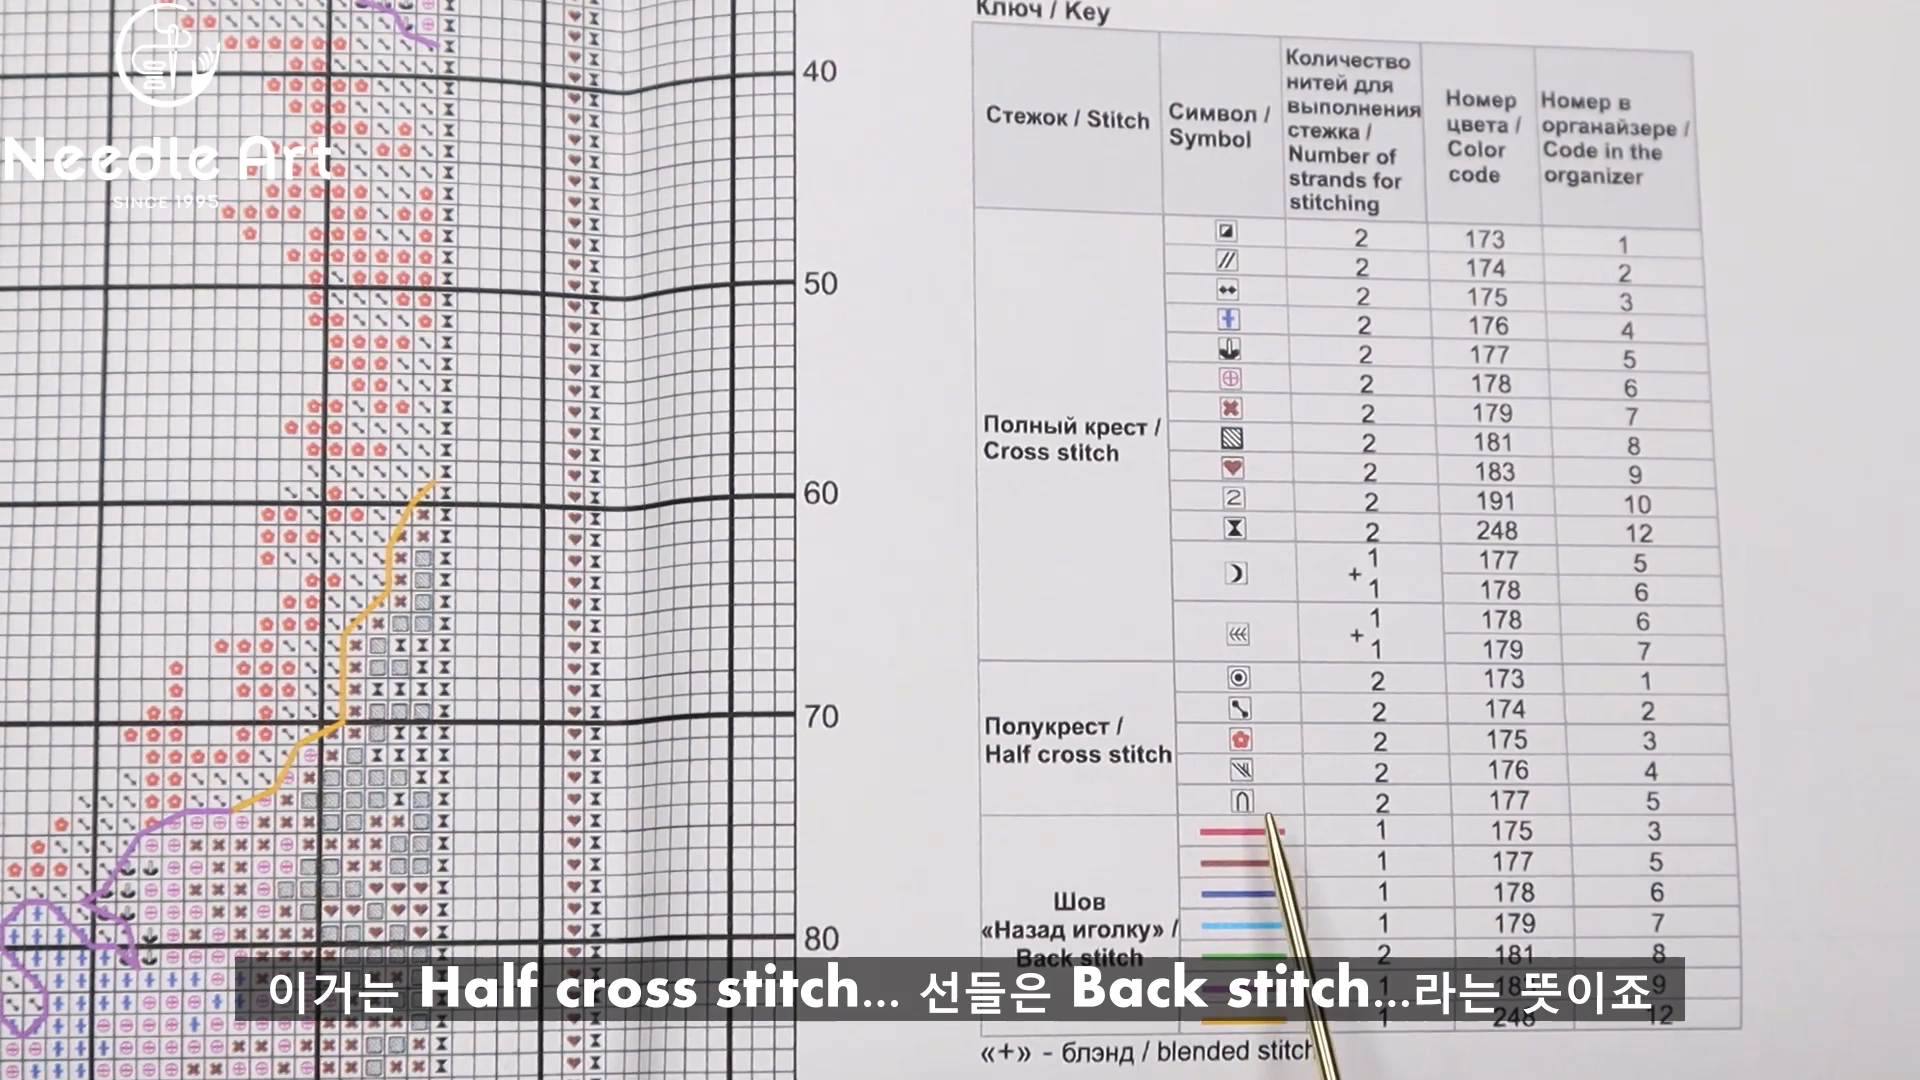 Needle Art
SINCE 1995
40
50
60
70
80
Ключ / Key
Стежок / Stitch
Символ /
Symbol
Количество
нитей для
выполнения
стежка /
Number of
strands for
stitching
Номер
цвета /
Color
code
Номер в
органайзере /
Code in the
organizer
Полный крест /
Cross stitch
2 173 1
2 174 2
2 175 3
2 176 4
2 177 5
2 178 6
2 179 7
2 181 8
2 183 9
2 2 191 10
2 248 12
1 177 5
+
1 178 6
1 178 6
+
1 179 7
Полукрест /
Half cross stitch
2 173 1
2 174 2
2 175 3
2 176 4
2 177 5
Шов
«Назад иголку» /
Back stitch
1 175 3
1 177 5
1 178 6
1 179 7
2 181 8
9
1 248 12
«+» - блэнд / blended stitch
이거는 Half cross stitch... 선들은 Back stitch...라는 뜻이죠